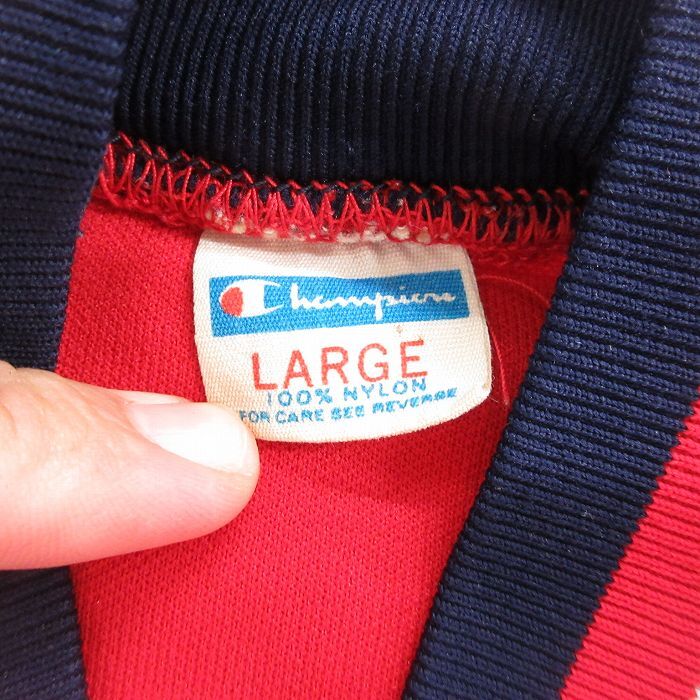 Champion
LARGE
100% NYLON
FOR CARE SEE REVERSE